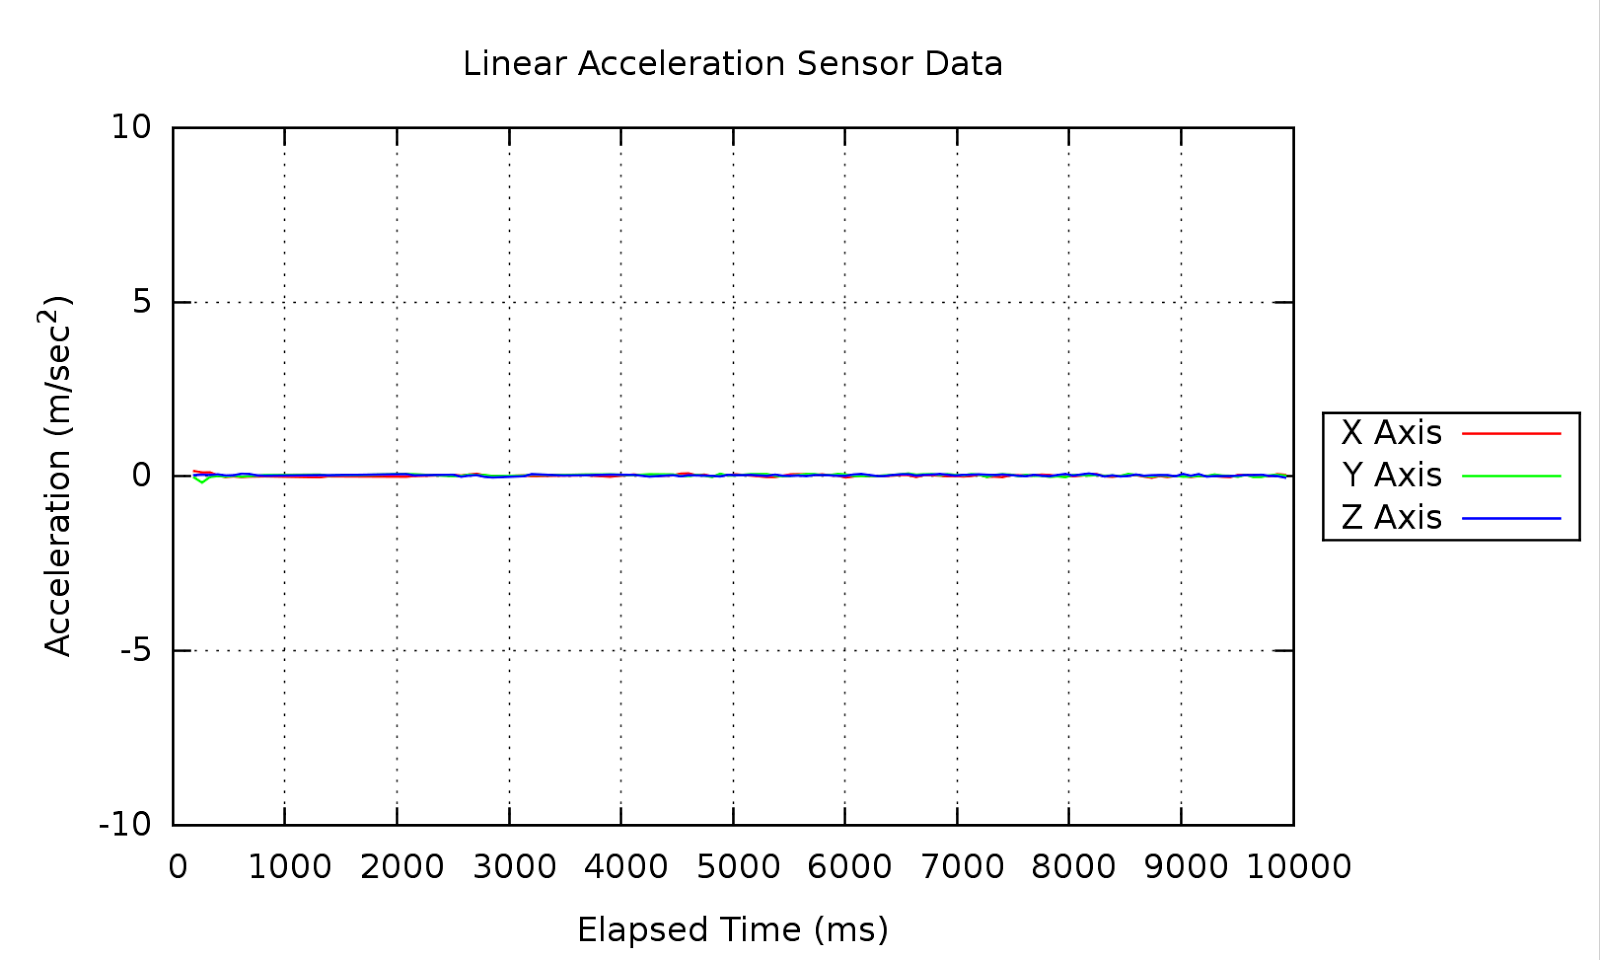 Linear Acceleration Sensor Data
10
5
0
-5
-10
Acceleration (m/sec²)
0 1000 2000 3000 4000 5000 6000 7000 8000 9000 10000
Elapsed Time (ms)
X Axis
Y Axis
Z Axis